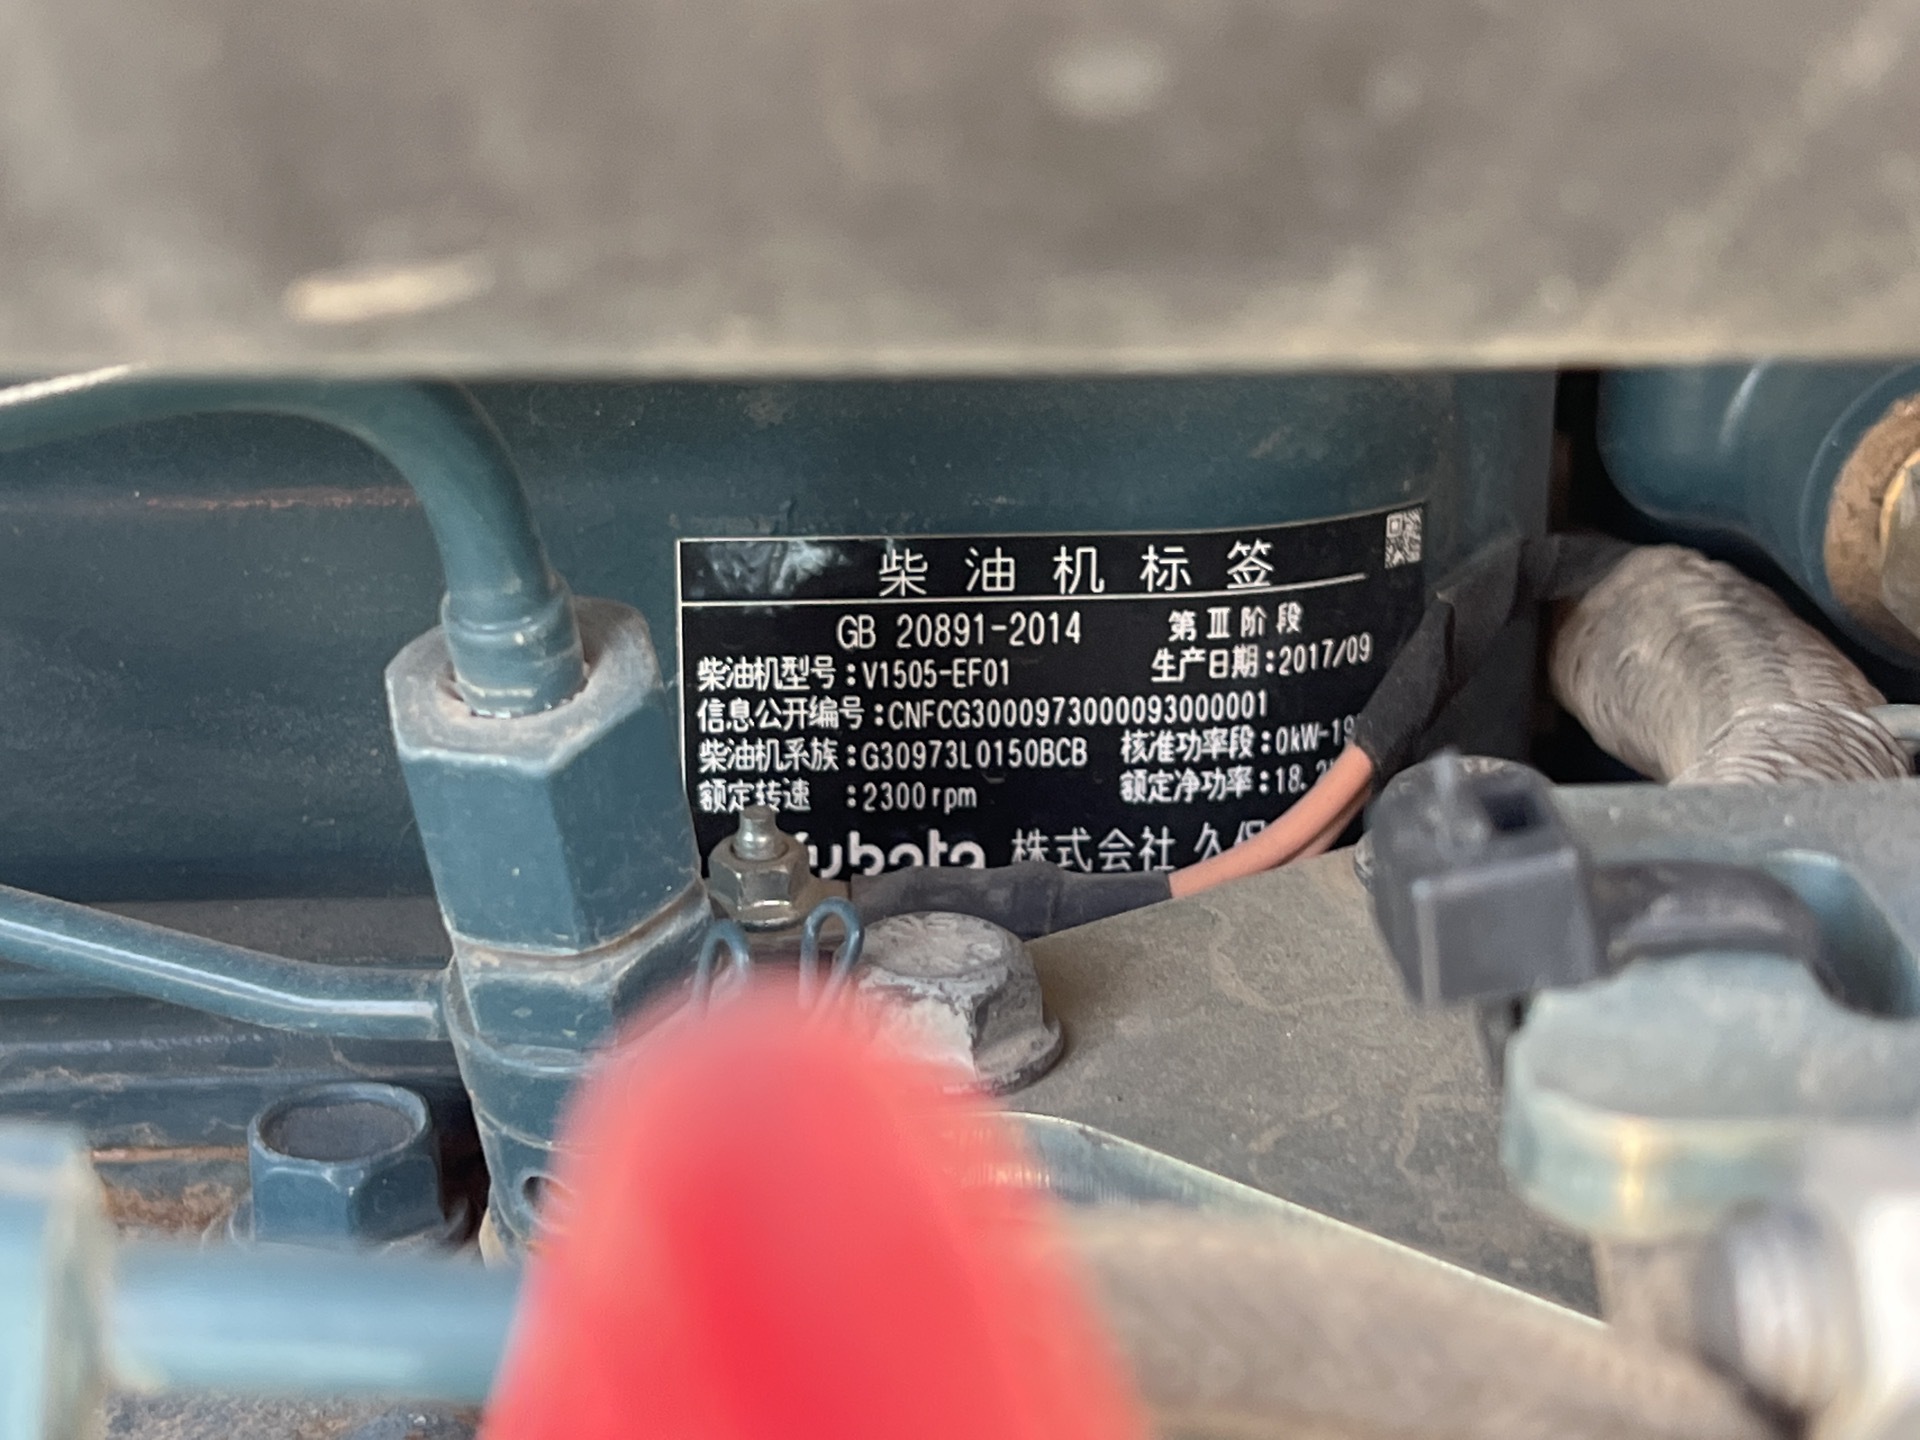 柴油机标签
GB 20891-2014 第Ⅲ阶段
柴油机型号:V1505-EF01 生产日期:2017/09
信息公开编号:CNFCG3000973000093000001
柴油机系族:G30973L0150BCB 核准功率段:0kW-19
额定转速 :2300rpm 额定净功率:18.
Kubota 株式会社 久保